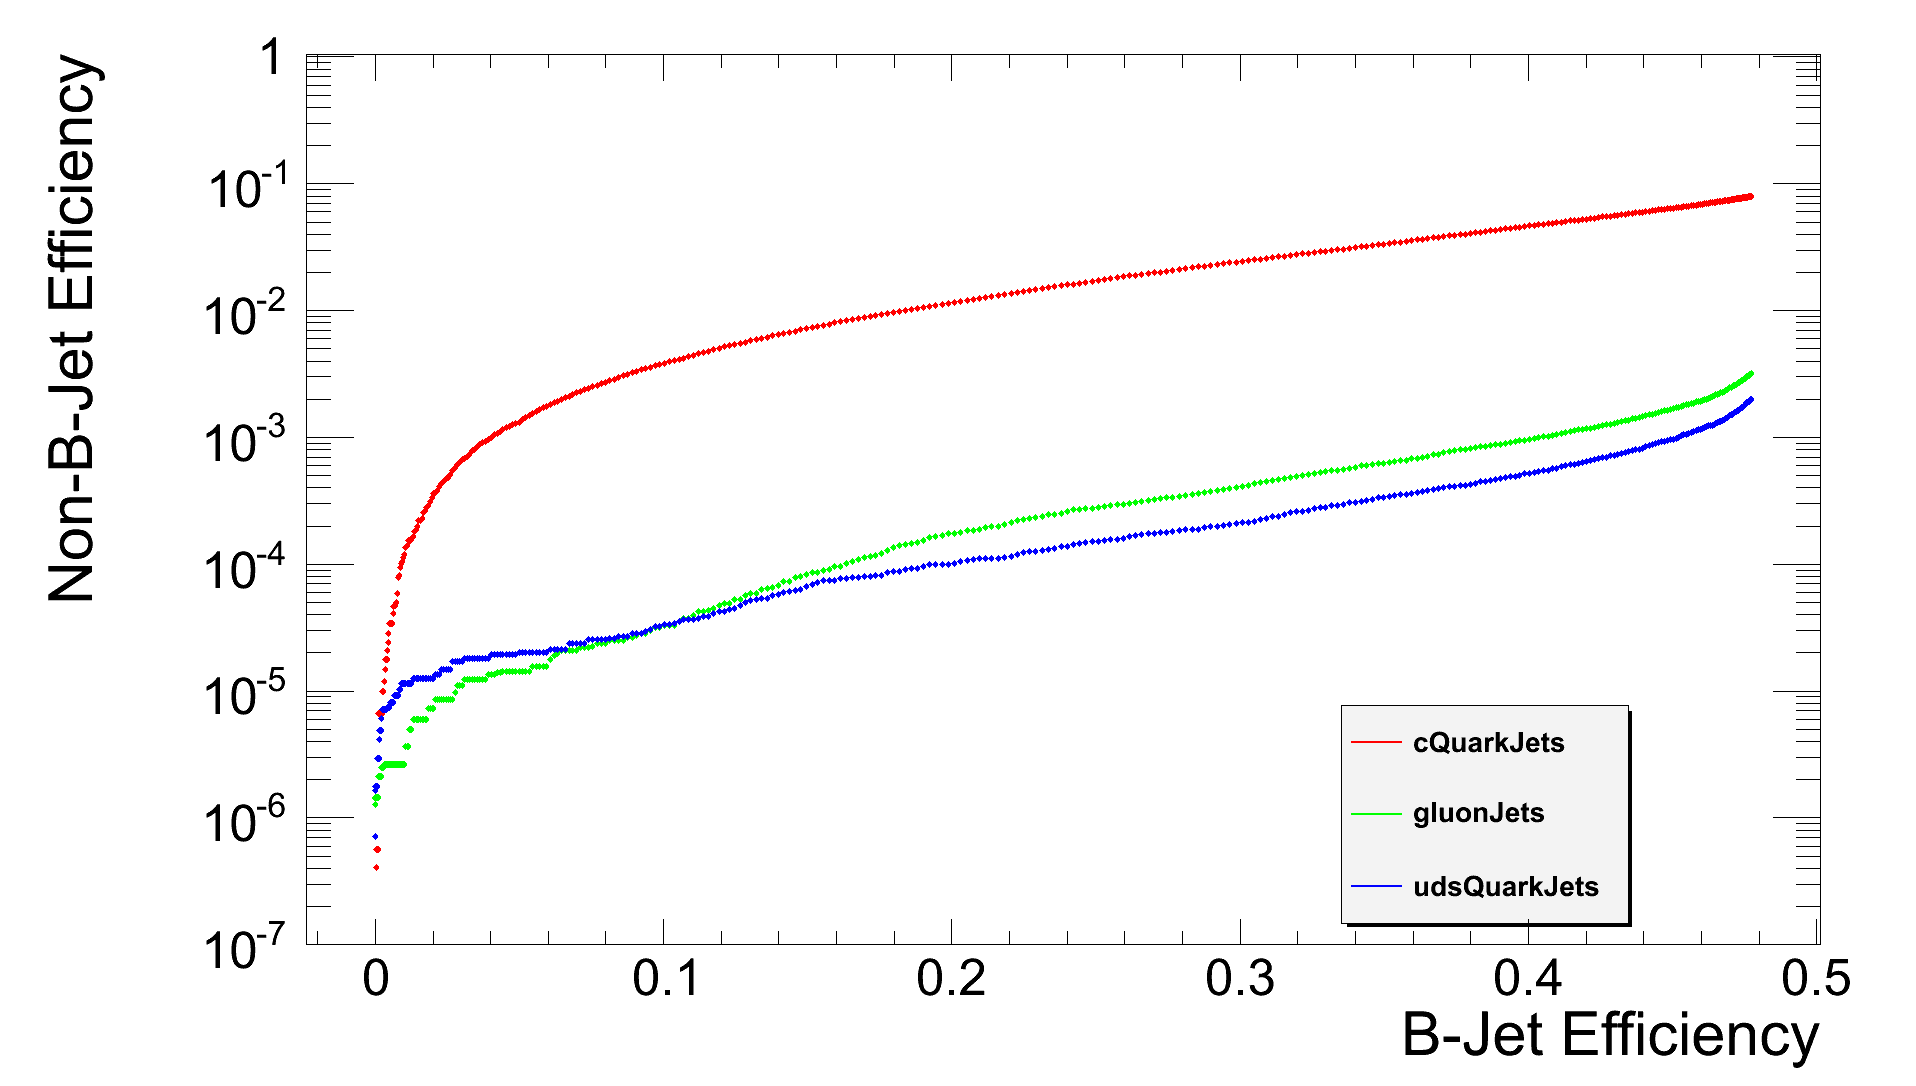 Non-B-Jet Efficiency
1
10-1
10-2
10-3
10-4
10-5
10-6
10-7
cQuarkJets
gluonJets
udsQuarkJets
0 0.1 0.2 0.3 0.4 0.5
B-Jet Efficiency